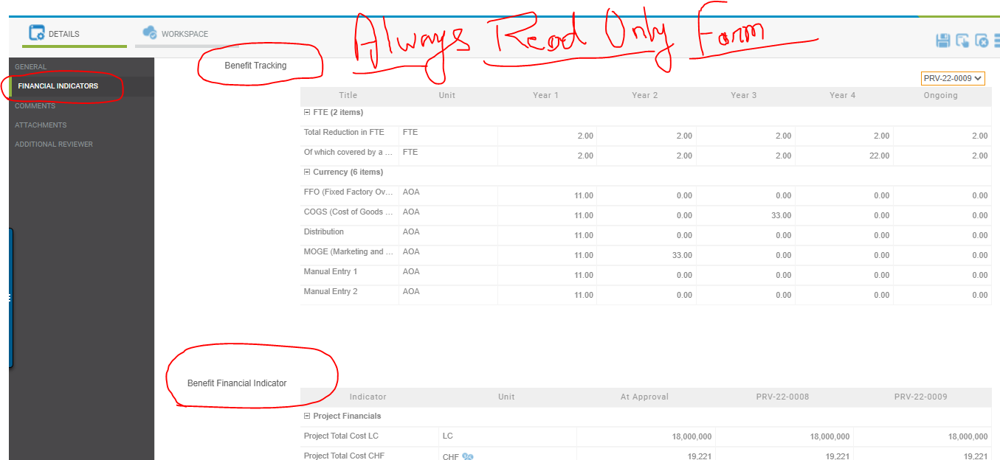 DETAILS WORKSPACE Always Read Only Form
GENERAL Benefit Tracking
FINANCIAL INDICATORS PRV-22-0009
COMMENTS
ATTACHMENTS
ADDITIONAL REVIEWER
Title Unit Year 1 Year 2 Year 3 Year 4 Ongoing
FTE (2 items)
Total Reduction in FTE FTE 2.00 2.00 2.00 2.00 2.00
Of which covered by a ... FTE 2.00 2.00 2.00 22.00 2.00
Currency (6 items)
FFO (Fixed Factory Ov... AOA 11.00 0.00 0.00 0.00 0.00
COGS (Cost of Goods ... AOA 11.00 0.00 33.00 0.00 0.00
Distribution AOA 11.00 0.00 0.00 0.00 0.00
MOGE (Marketing and ... AOA 11.00 33.00 0.00 0.00 0.00
Manual Entry 1 AOA 11.00 0.00 0.00 0.00 0.00
Manual Entry 2 AOA 11.00 0.00 0.00 0.00 0.00
Benefit Financial Indicator
Indicator Unit At Approval PRV-22-0008 PRV-22-0009
Project Financials
Project Total Cost LC LC 18,000,000 18,000,000 18,000,000
Project Total Cost CHF CHF 19,221 19,221 19,221